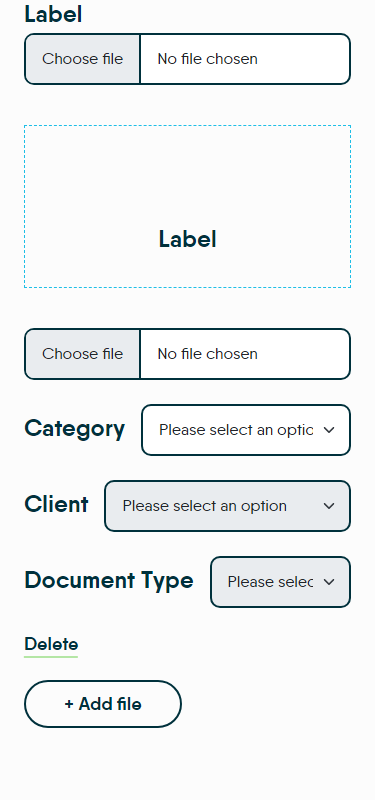 Label
Choose file No file chosen
Label
Choose file No file chosen
Category Please select an optic
Client Please select an option
Document Type Please selec
Delete
+ Add file